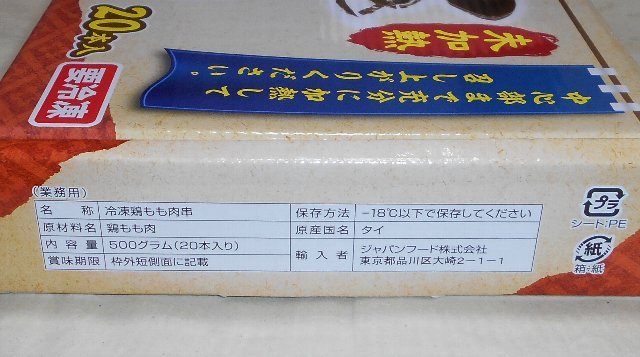 20本入
要冷凍
未加熱
中心部まで充分に加熱して
召し上がりください。
(業務用)
名 称 冷凍鶏もも肉串
原材料名 鶏もも肉
内 容 量 500グラム(20本入り)
賞味期限 枠外短側面に記載
保存方法 -18℃以下で保存してください
原産国名 タイ
輸 入 者 ジャパンフード株式会社
東京都品川区大崎2-1-1
プラ
シート:PE
紙
箱:紙